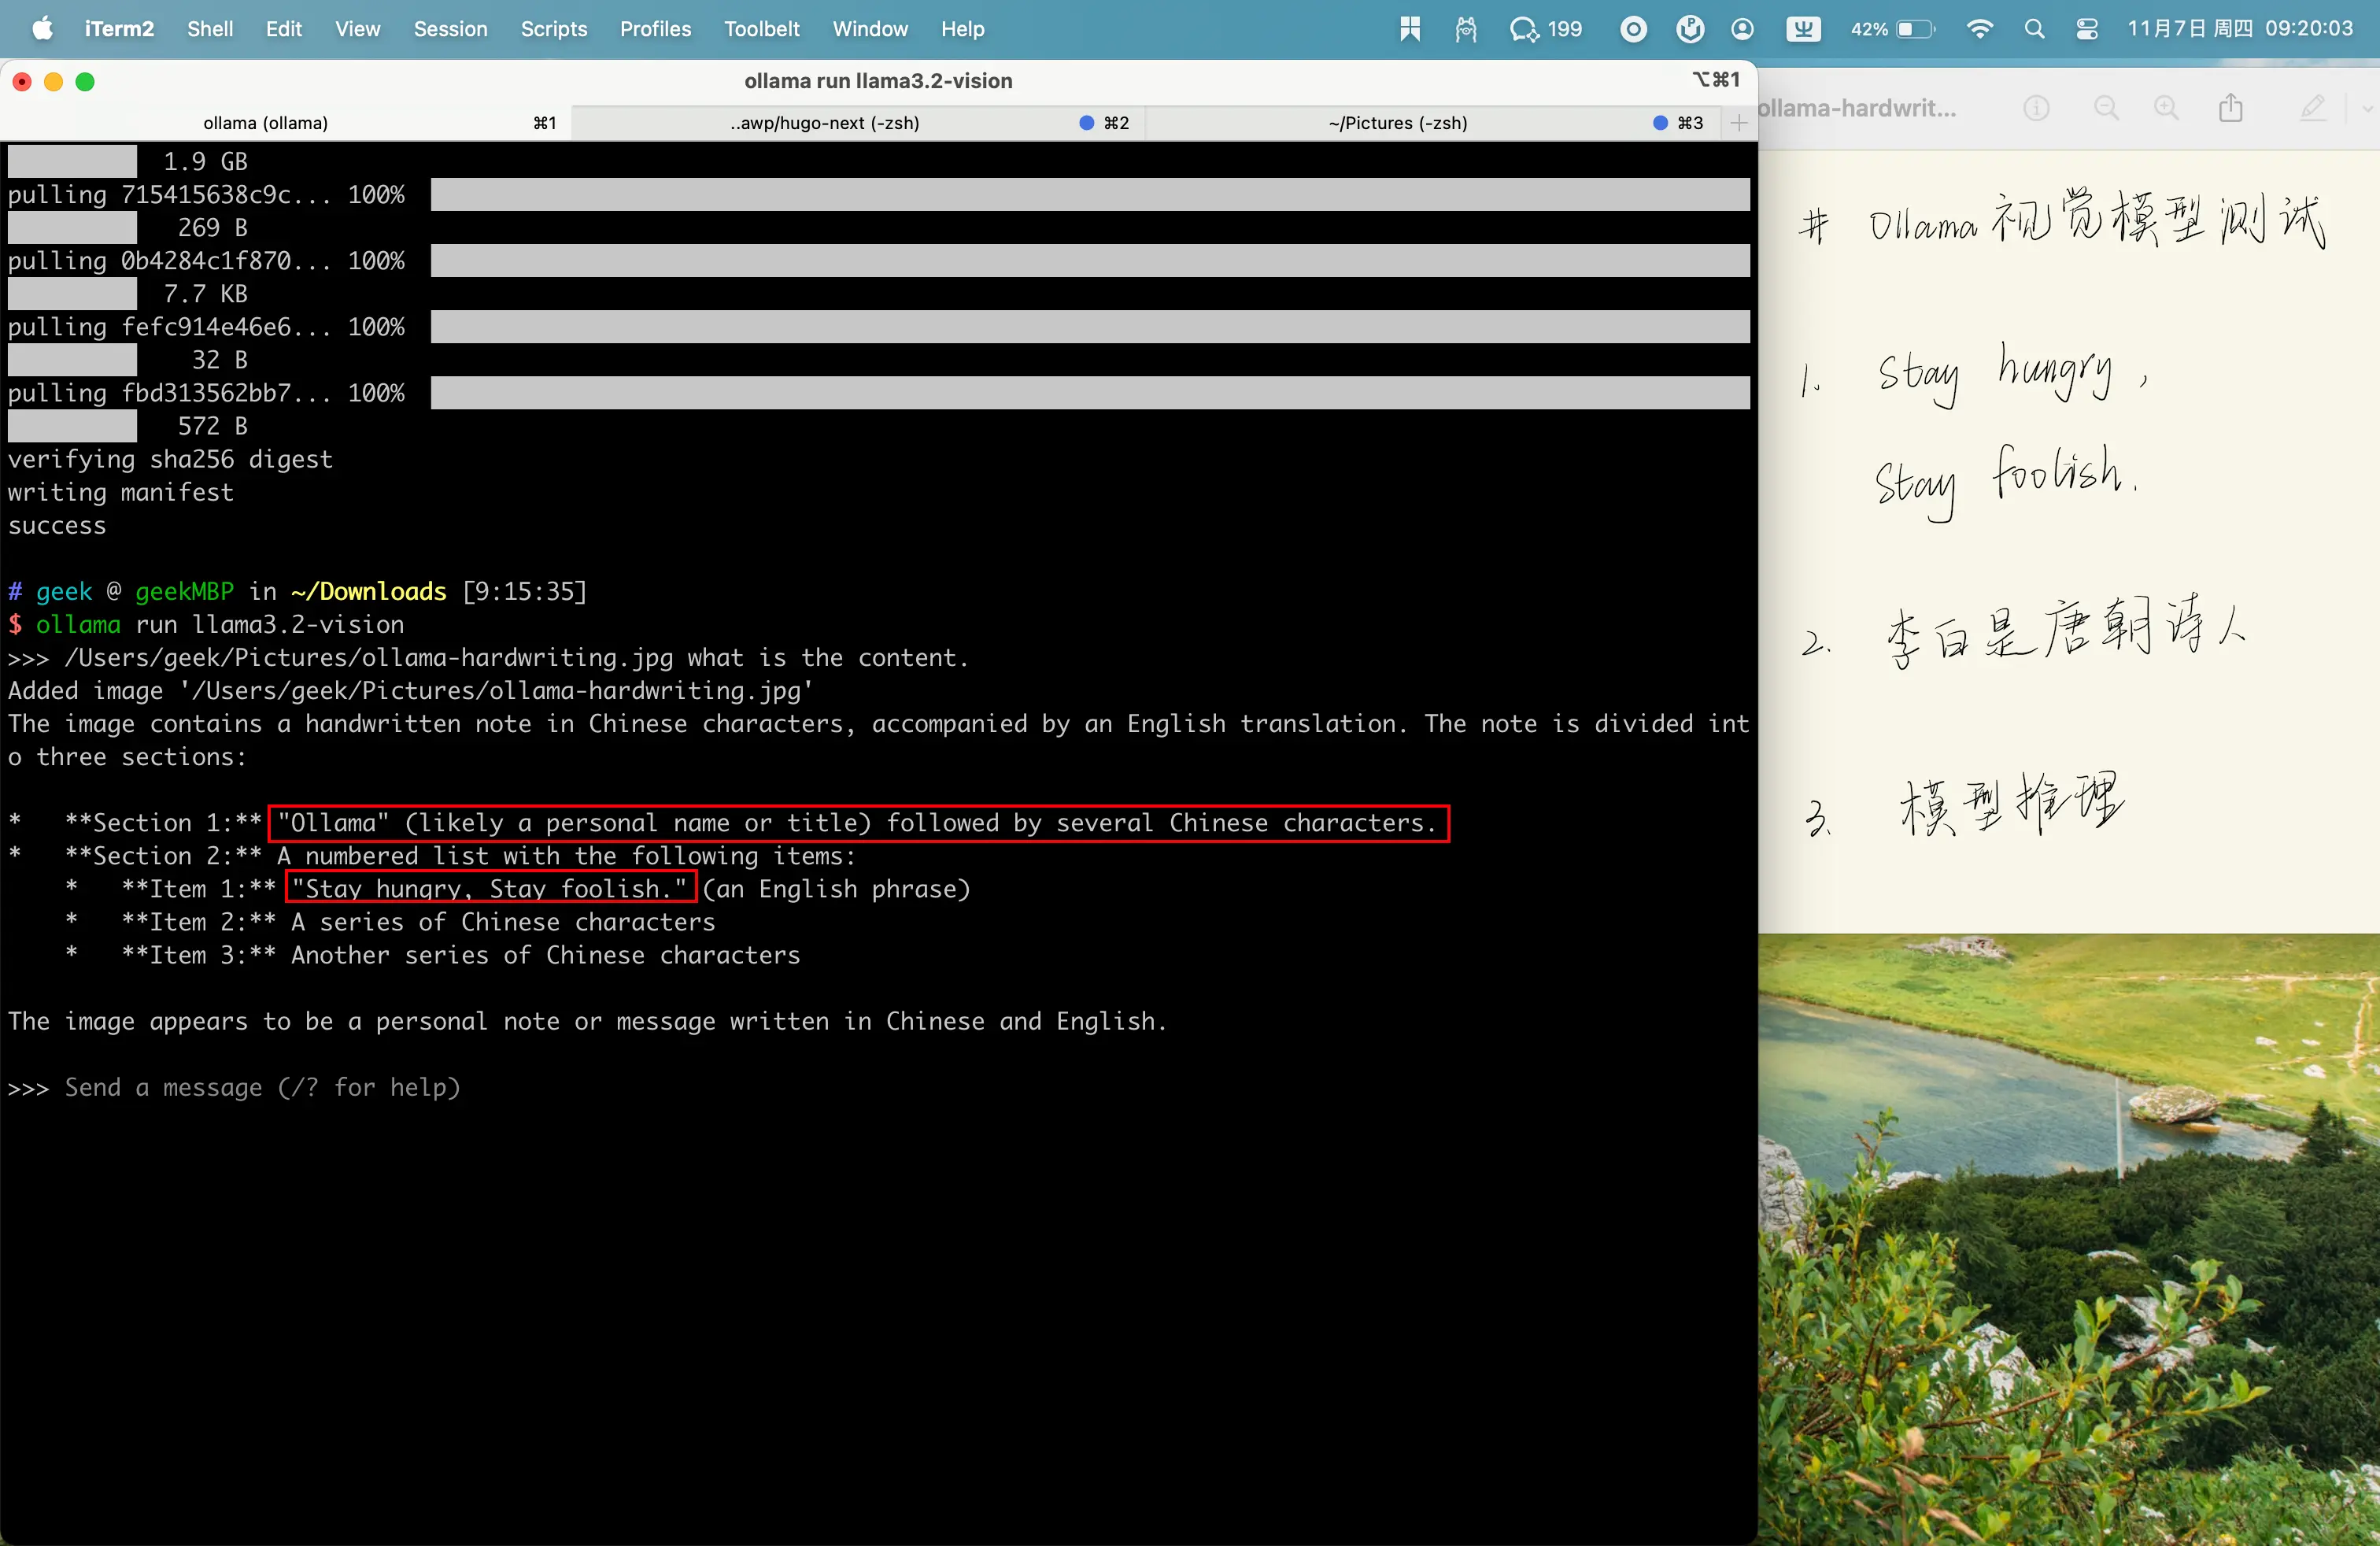 iTerm2 Shell Edit View Session Scripts Profiles Toolbelt Window Help 199 42% 11月7日 周四 09:20:03
ollama run llama3.2-vision ⌥⌘1
ollama (ollama) ⌘1 ..awp/hugo-next (-zsh) ⌘2 ~/Pictures (-zsh) ⌘3
1.9 GB
pulling 715415638c9c... 100%
269 B
pulling 0b4284c1f870... 100%
7.7 KB
pulling fefc914e46e6... 100%
32 B
pulling fbd313562bb7... 100%
572 B
verifying sha256 digest
writing manifest
success
# geek @ geekMBP in ~/Downloads [9:15:35]
$ ollama run llama3.2-vision
>>> /Users/geek/Pictures/ollama-hardwriting.jpg what is the content.
Added image '/Users/geek/Pictures/ollama-hardwriting.jpg'
The image contains a handwritten note in Chinese characters, accompanied by an English translation. The note is divided int
o three sections:
* **Section 1:** "Ollama" (likely a personal name or title) followed by several Chinese characters.
* **Section 2:** A numbered list with the following items:
* **Item 1:** "Stay hungry, Stay foolish." (an English phrase)
* **Item 2:** A series of Chinese characters
* **Item 3:** Another series of Chinese characters
The image appears to be a personal note or message written in Chinese and English.
>>> Send a message (/? for help)
ollama-hardwrit...
# Ollama 视觉模型测试
1. Stay hungry,
Stay foolish.
2. 李白是唐朝诗人
3. 模型推理